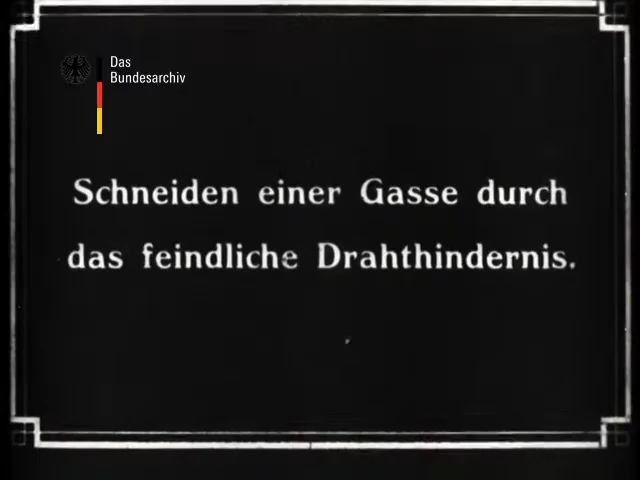 Das
Bundesarchiv
Schneiden einer Gasse durch
das feindliche Drahthindernis.